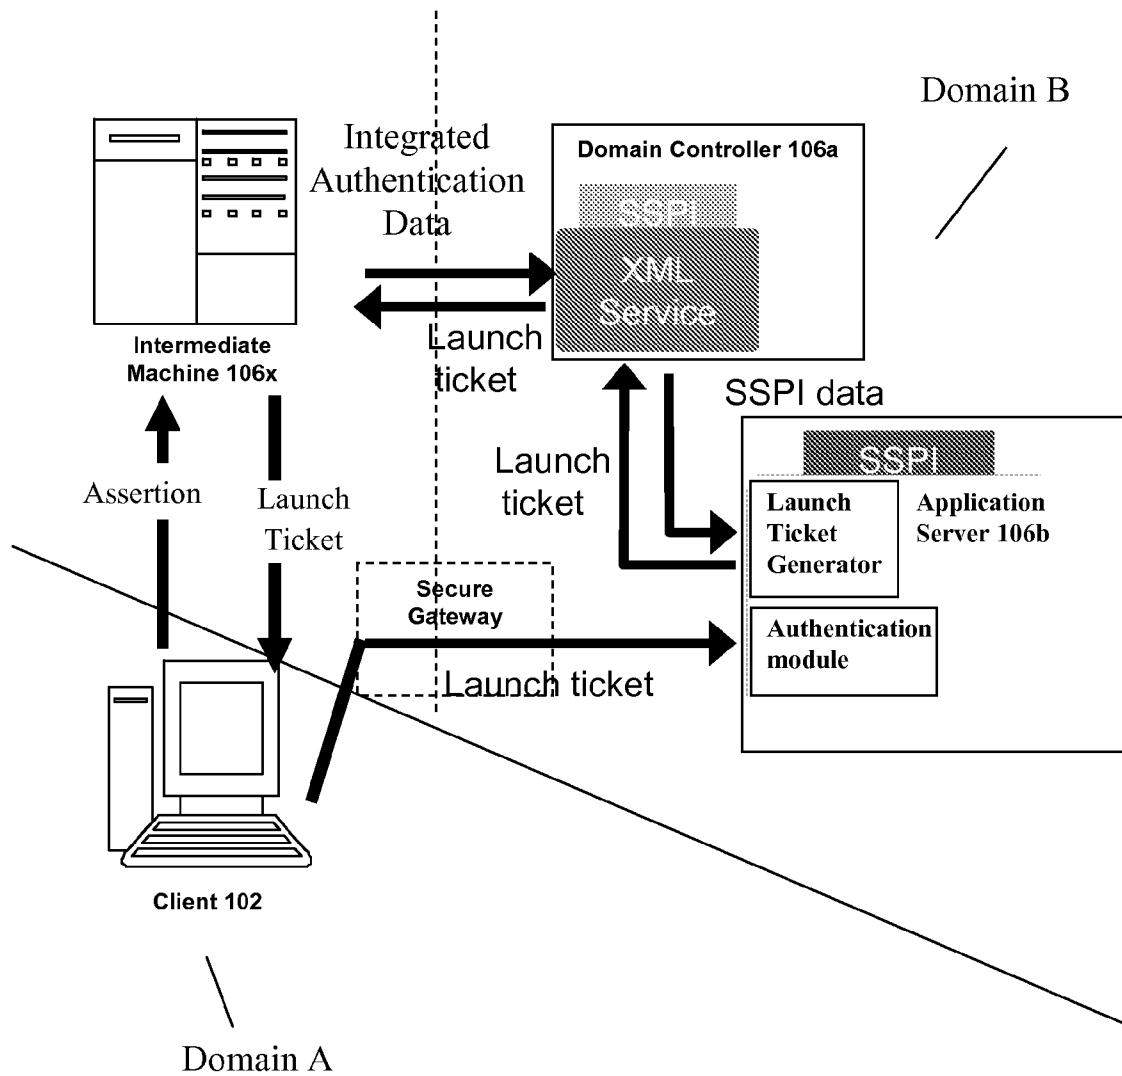 Domain B
Integrated
Authentication
Data
Domain Controller 106a
SSPI
XML
Service
Launch
ticket
Intermediate
Machine 106x
SSPI data
Assertion
Launch
Ticket
Launch
ticket
SSPI
Launch
Ticket
Generator
Application
Server 106b
Secure
Gateway
Authentication
module
Launch ticket
Client 102
Domain A